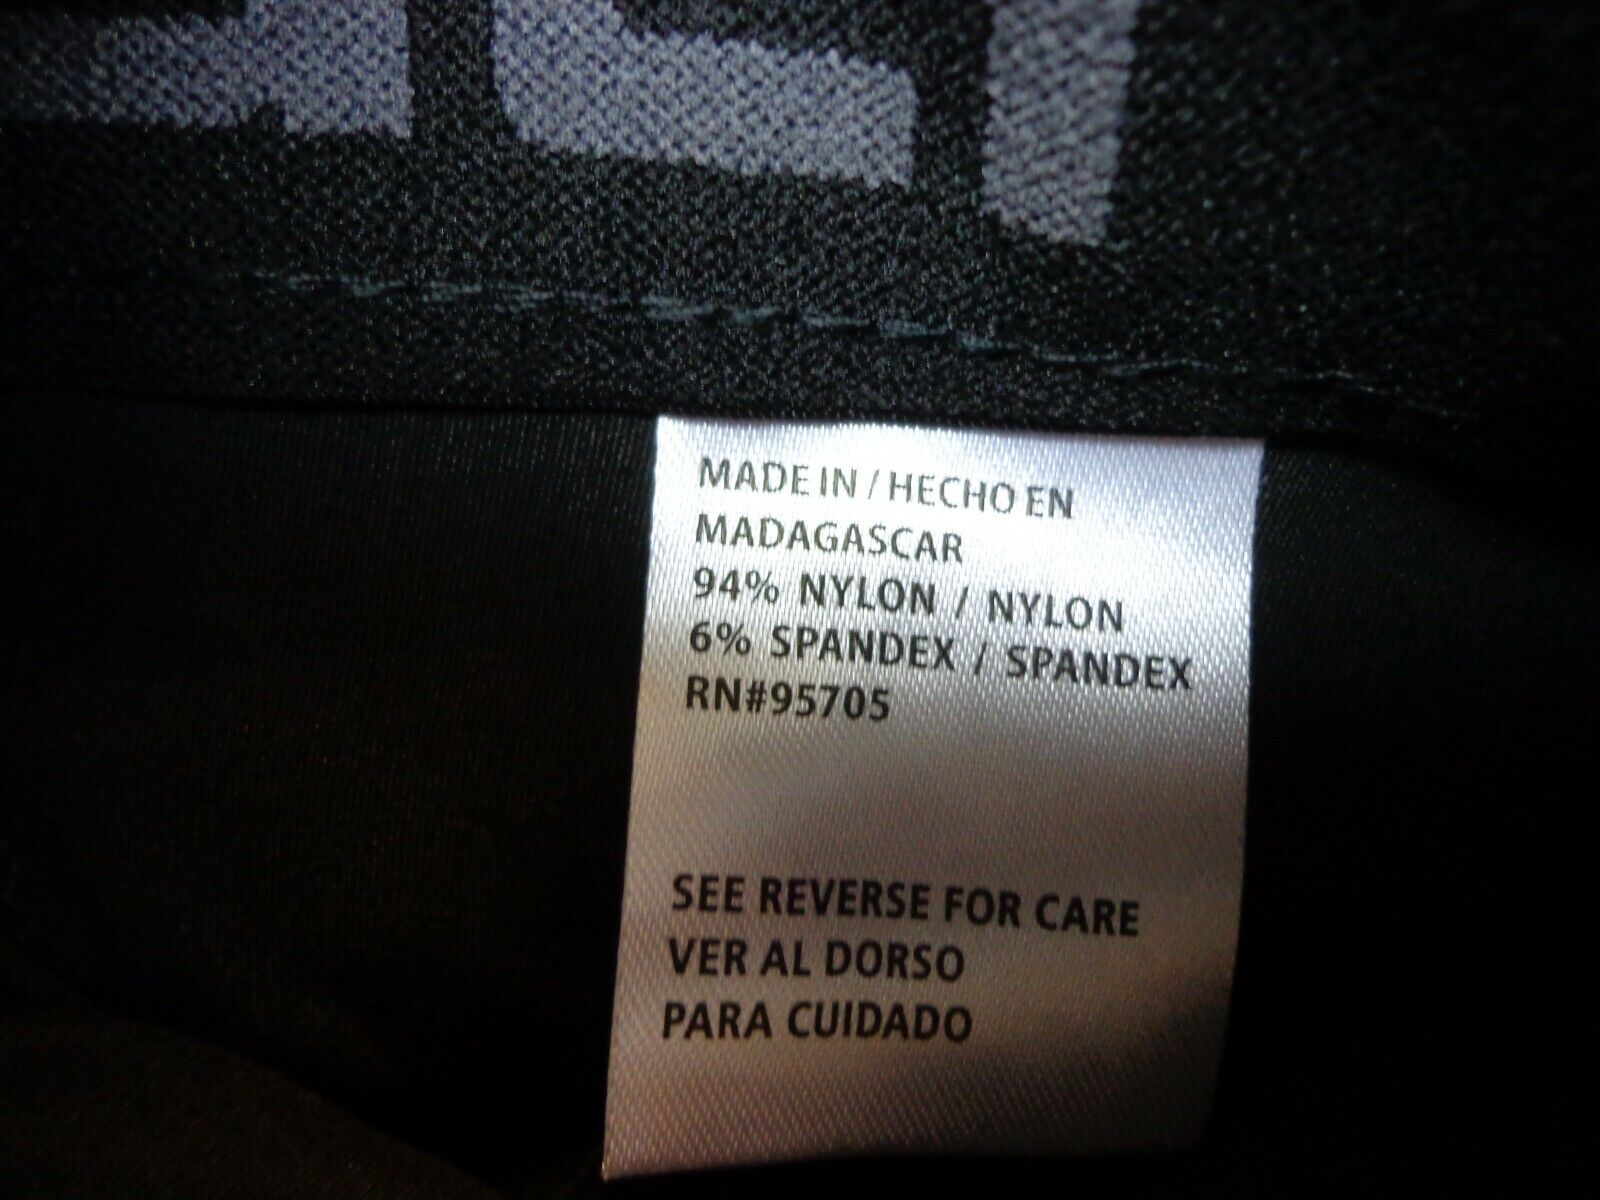 MADE IN / HECHO EN
MADAGASCAR
94% NYLON / NYLON
6% SPANDEX / SPANDEX
RN#95705
SEE REVERSE FOR CARE
VER AL DORSO
PARA CUIDADO